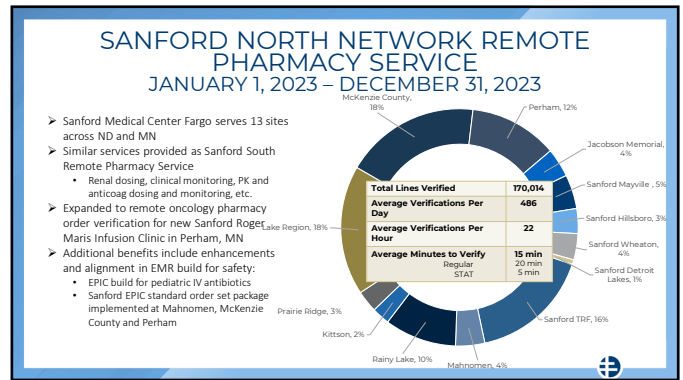 SANFORD NORTH NETWORK REMOTE
PHARMACY SERVICE
JANUARY 1, 2023 – DECEMBER 31, 2023
➢ Sanford Medical Center Fargo serves 13 sites
across ND and MN
➢ Similar services provided as Sanford South
Remote Pharmacy Service
• Renal dosing, clinical monitoring, PK and
anticoag dosing and monitoring, etc.
➢ Expanded to remote oncology pharmacy
order verification for new Sanford Roger
Maris Infusion Clinic in Perham, MN
➢ Additional benefits include enhancements
and alignment in EMR build for safety:
• EPIC build for pediatric IV antibiotics
• Sanford EPIC standard order set package
implemented at Mahnomen, McKenzie
County and Perham
McKenzie County,
18%
Perham, 12%
Jacobson Memorial,
4%
Sanford Mayville , 5%
Sanford Hillsboro, 3%
Sanford Wheaton,
4%
Sanford Detroit
Lakes, 1%
Sanford TRF, 16%
Mahnomen, 4%
Rainy Lake, 10%
Kittson, 2%
Prairie Ridge, 3%
Lake Region, 18%
Total Lines Verified 170,014
Average Verifications Per 486
Day
Average Verifications Per 22
Hour
Average Minutes to Verify 15 min
Regular 20 min
STAT 5 min